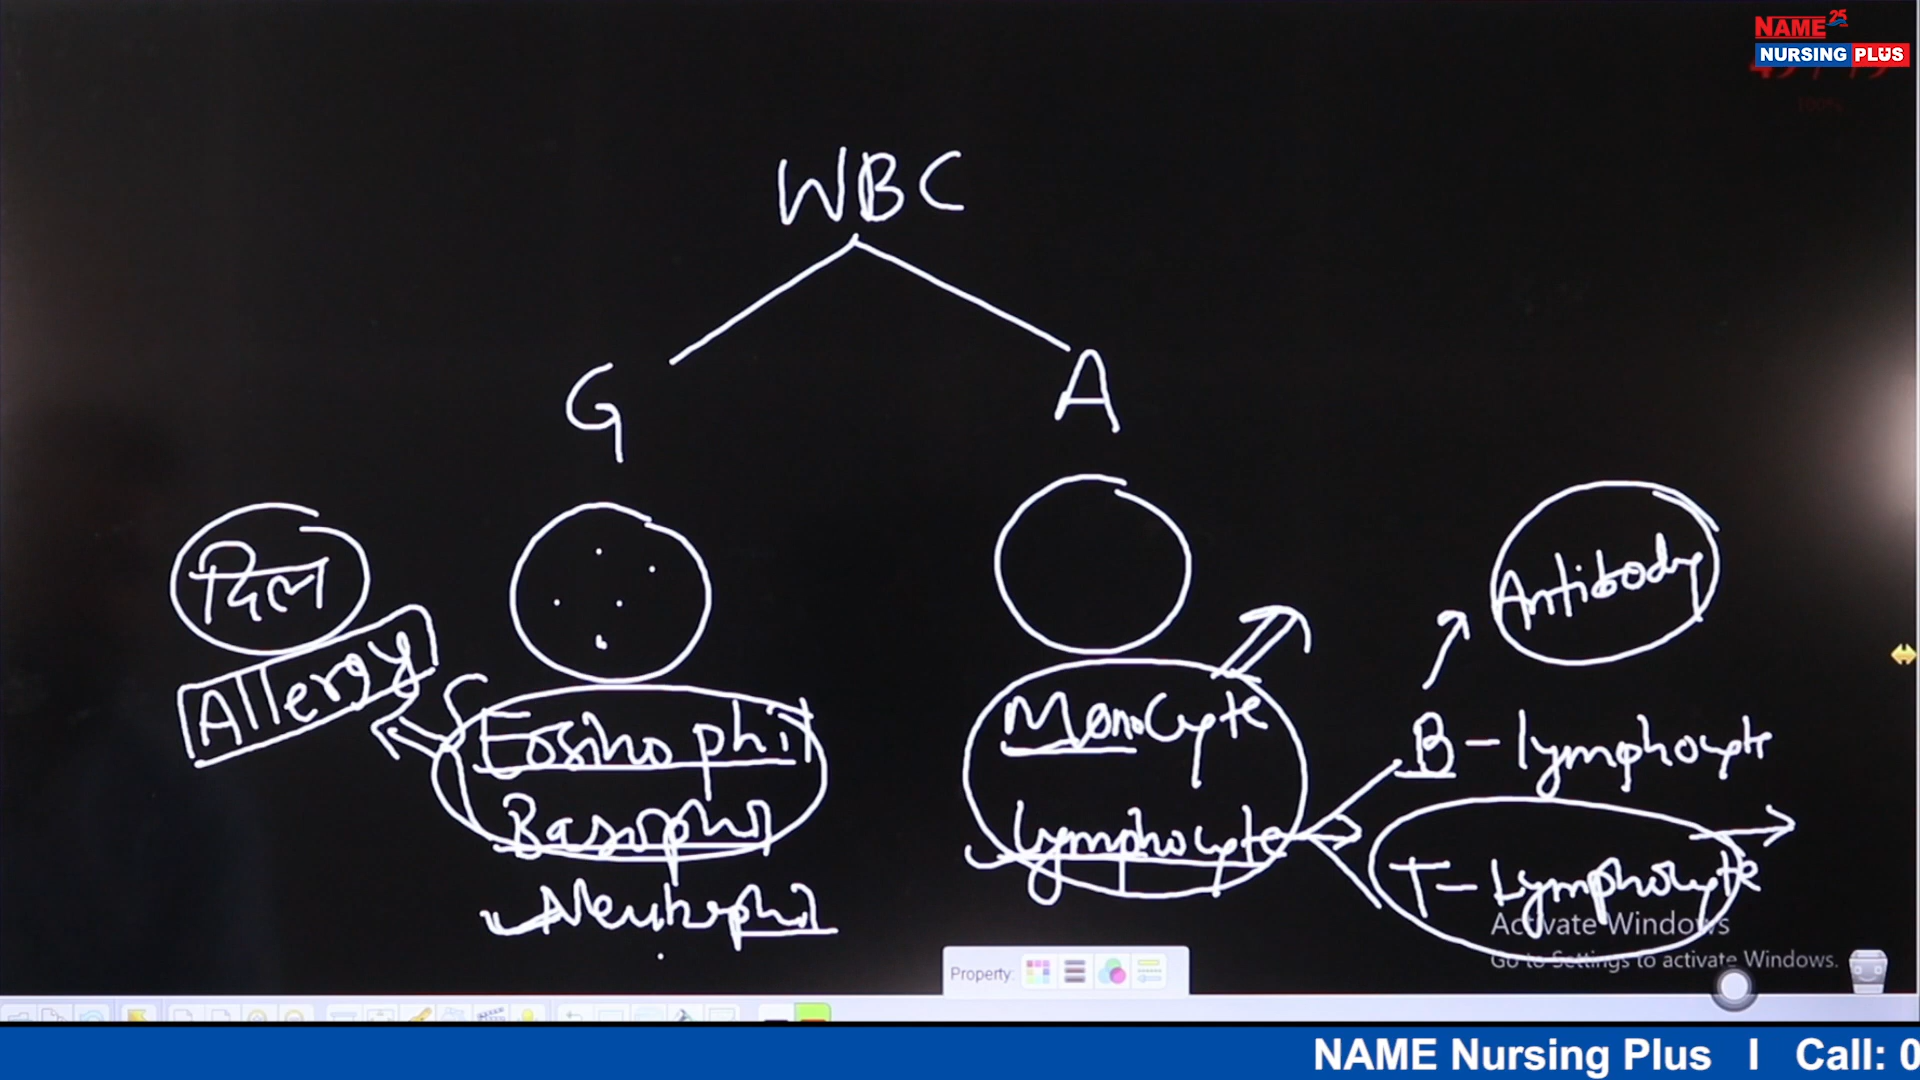 NAME 25
NURSING PLUS
WBC
G
A
दिल
Allergy
Antibody
Eosinophil
Basophil
Neutrophil
Monocyte
Lymphocyte
B-lymphocyte
T-Lymphocyte
Activate Windows
Go to Settings to activate Windows.
Property:
NAME Nursing Plus I Call: 0